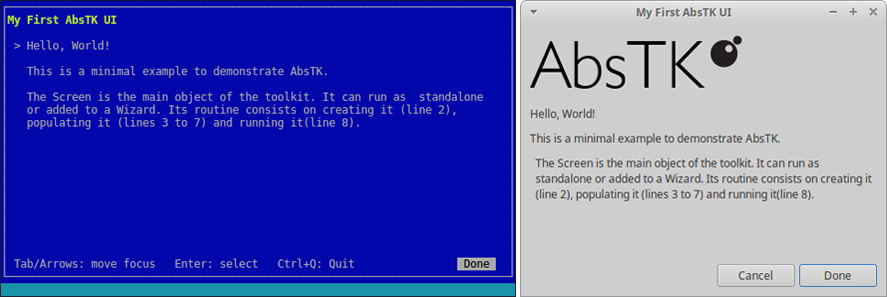 My First AbsTK UI
> Hello, World!
This is a minimal example to demonstrate AbsTK.
The Screen is the main object of the toolkit. It can run as  standalone
or added to a Wizard. Its routine consists on creating it (line 2),
populating it (lines 3 to 7) and running it(line 8).
Tab/Arrows: move focus   Enter: select   Ctrl+Q: Quit   Done
My First AbsTK UI
AbsTK
Hello, World!
This is a minimal example to demonstrate AbsTK.
The Screen is the main object of the toolkit. It can run as
standalone or added to a Wizard. Its routine consists on creating it
(line 2), populating it (lines 3 to 7) and running it(line 8).
Cancel   Done